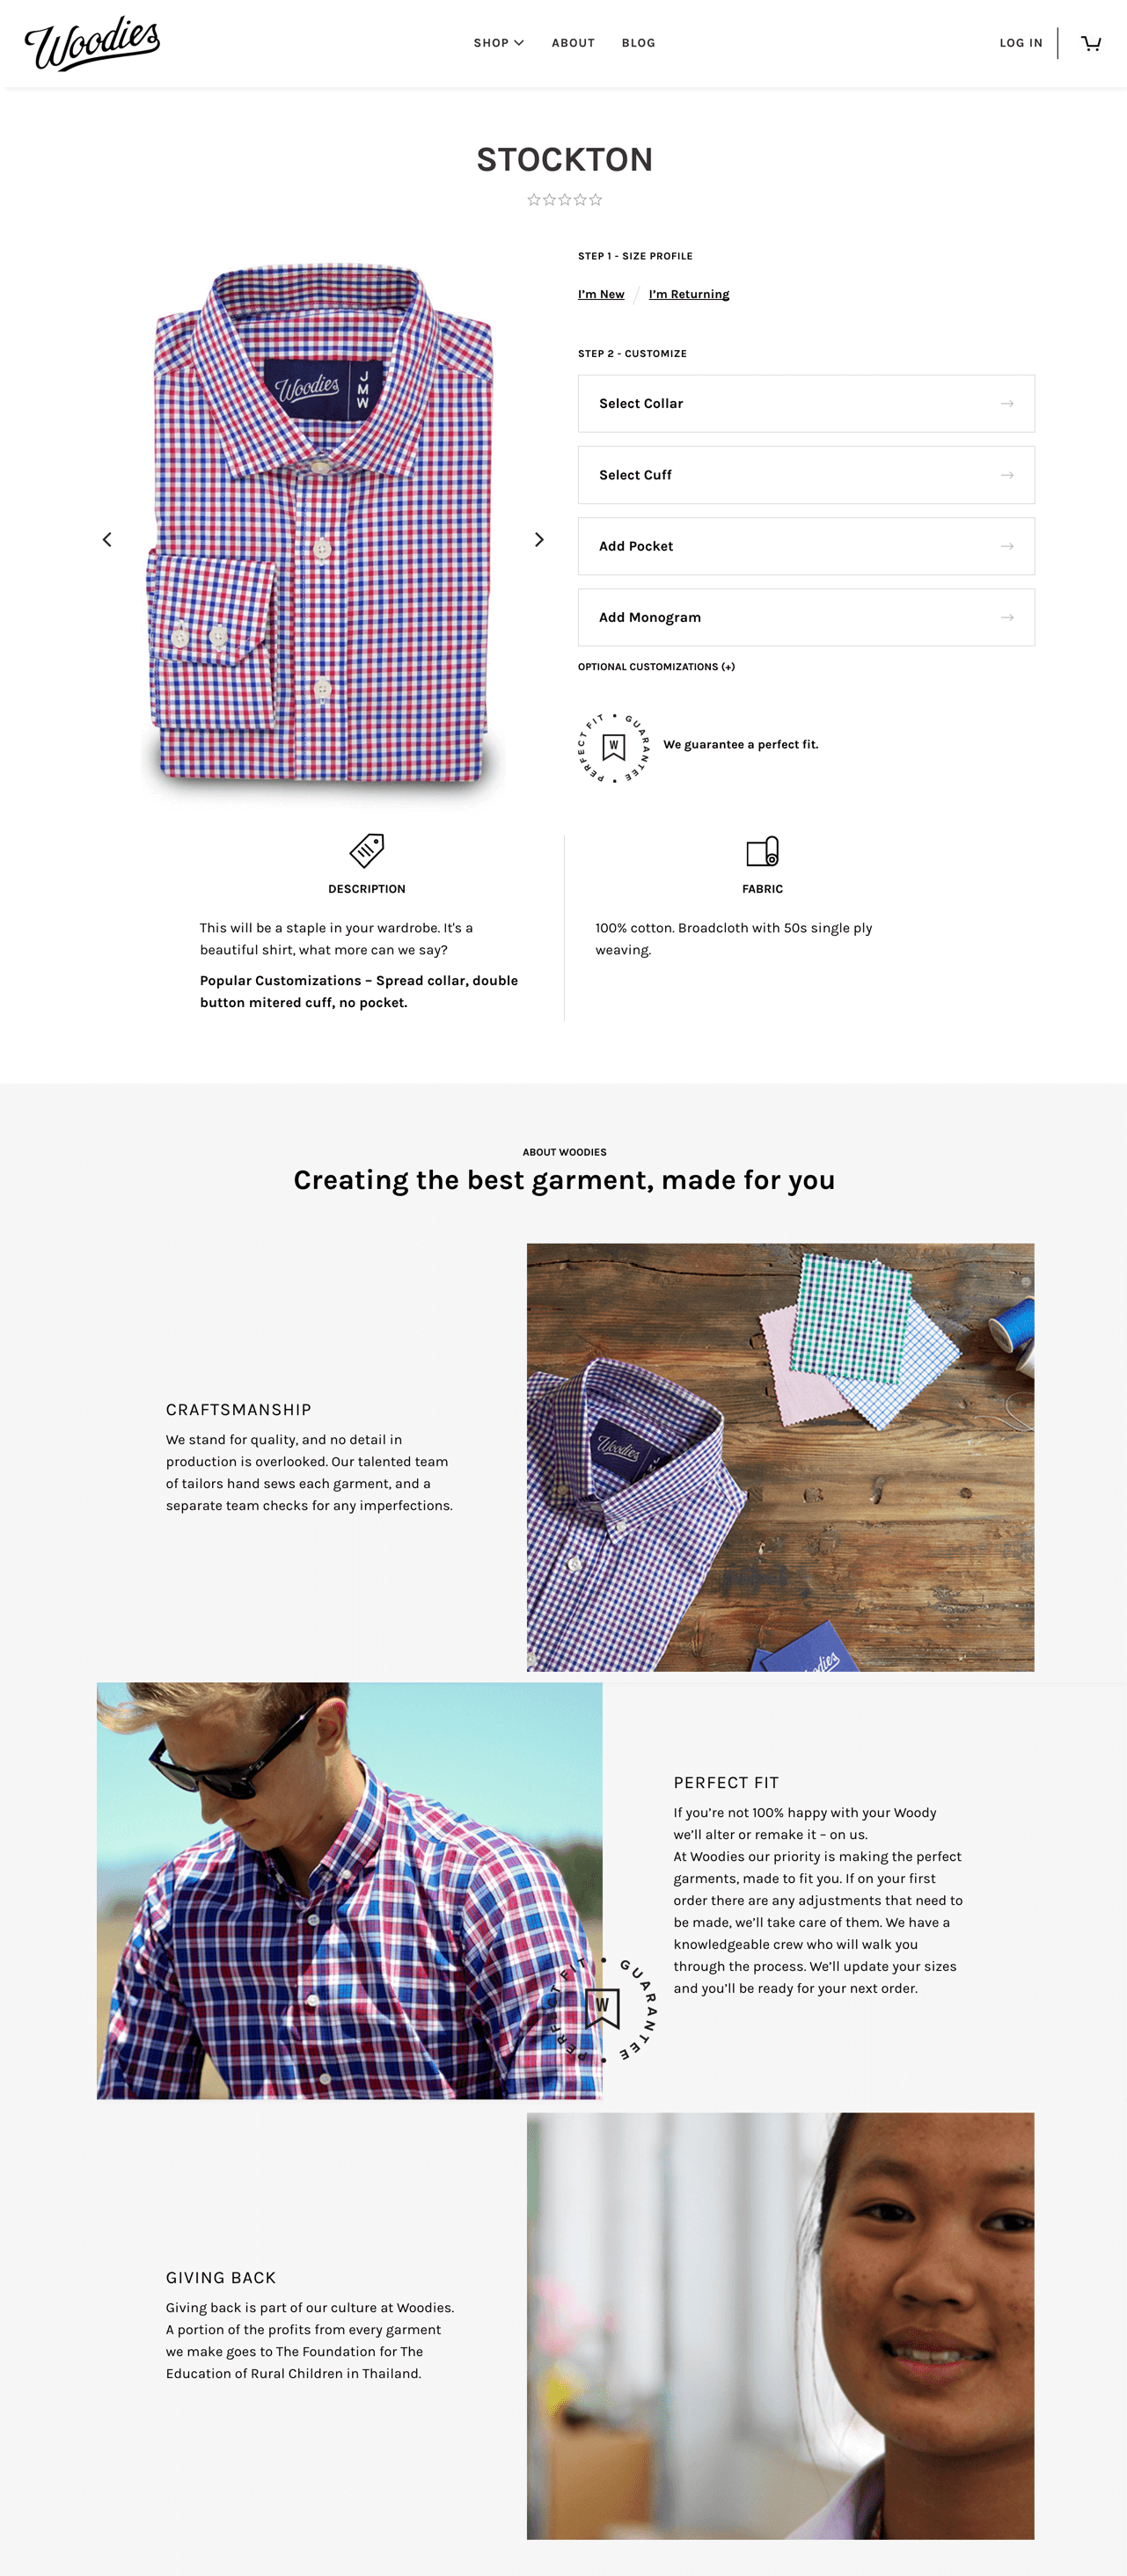 Woodies
SHOP
ABOUT
BLOG
LOG IN
STOCKTON
STEP 1 - SIZE PROFILE
I'm New / I'm Returning
Woodies
J
M
W
STEP 2 - CUSTOMIZE
Select Collar
Select Cuff
Add Pocket
Add Monogram
OPTIONAL CUSTOMIZATIONS (+)
PERFECT FIT • GUARANTEE •
W
We guarantee a perfect fit.
DESCRIPTION
This will be a staple in your wardrobe. It's a
beautiful shirt, what more can we say?
Popular Customizations – Spread collar, double
button mitered cuff, no pocket.
FABRIC
100% cotton. Broadcloth with 50s single ply
weaving.
ABOUT WOODIES
Creating the best garment, made for you
CRAFTSMANSHIP
We stand for quality, and no detail in
production is overlooked. Our talented team
of tailors hand sews each garment, and a
separate team checks for any imperfections.
Woodies
dies
PERFECT FIT
If you’re not 100% happy with your Woody
we’ll alter or remake it – on us.
At Woodies our priority is making the perfect
garments, made to fit you. If on your first
order there are any adjustments that need to
be made, we’ll take care of them. We have a
knowledgeable crew who will walk you
through the process. We’ll update your sizes
and you’ll be ready for your next order.
PERFECT FIT • GUARANTEE •
W
GIVING BACK
Giving back is part of our culture at Woodies.
A portion of the profits from every garment
we make goes to The Foundation for The
Education of Rural Children in Thailand.